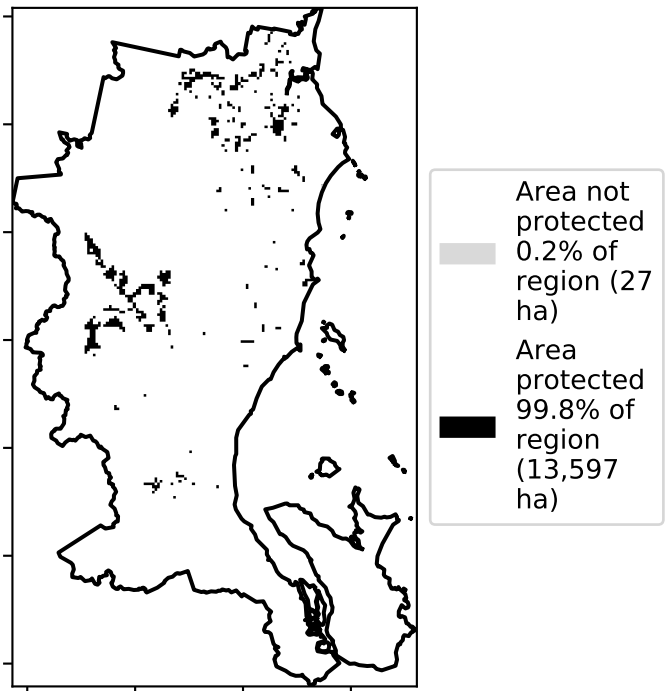 Area not
protected
0.2% of
region (27
ha)
Area
protected
99.8% of
region
(13,597
ha)